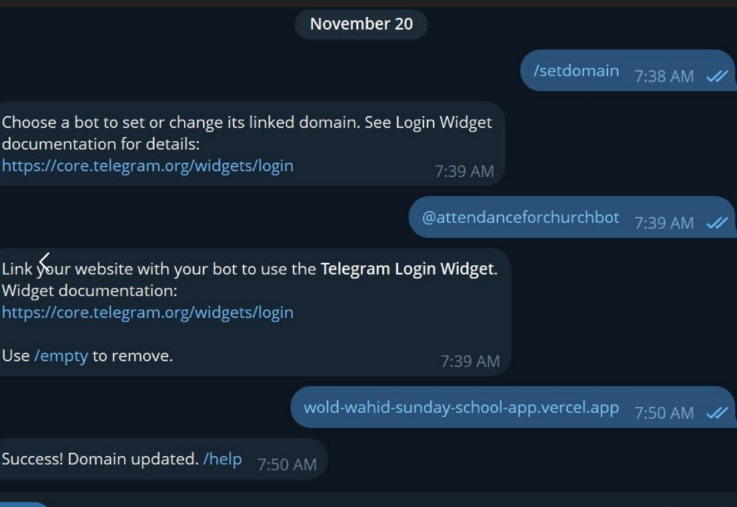 November 20
/setdomain 7:38 AM
Choose a bot to set or change its linked domain. See Login Widget
documentation for details:
https://core.telegram.org/widgets/login
7:39 AM
@attendanceforchurchbot 7:39 AM
Link your website with your bot to use the Telegram Login Widget.
Widget documentation:
https://core.telegram.org/widgets/login
Use /empty to remove.
7:39 AM
wold-wahid-sunday-school-app.vercel.app 7:50 AM
Success! Domain updated. /help 7:50 AM